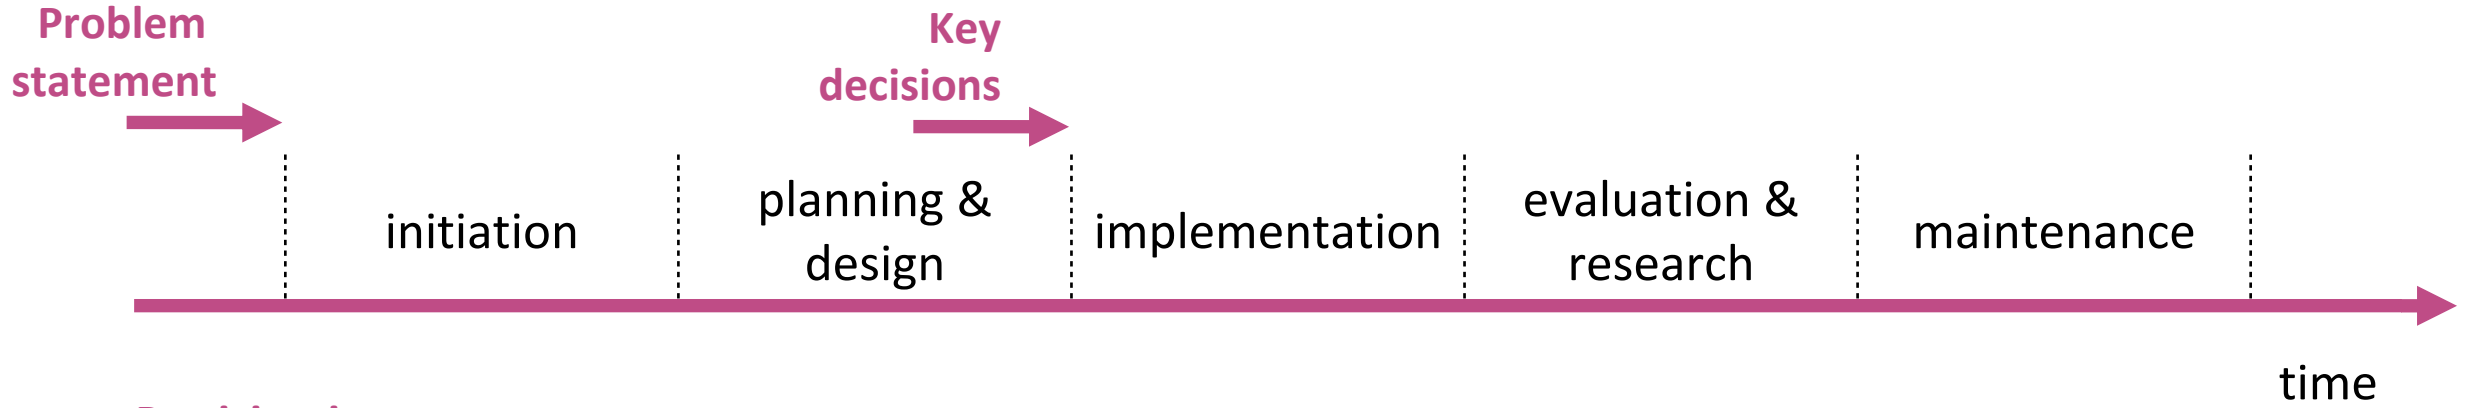 Problem
statement
Key
decisions
initiation
planning &
design
implementation
evaluation &
research
maintenance
time